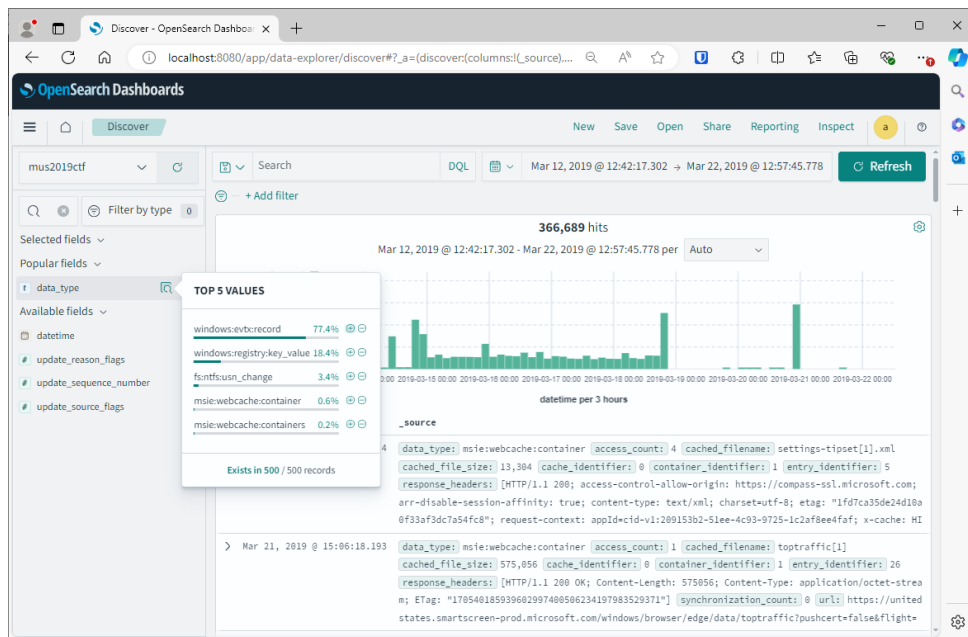 Discover - OpenSearch Dashboa
localhost:8080/app/data-explorer/discover#?_a=(discover:(columns:!(_source),...
OpenSearch Dashboards
Discover
New Save Open Share Reporting Inspect a
mus2019ctf
Search
DQL
Mar 12, 2019 @ 12:42:17.302 → Mar 22, 2019 @ 12:57:45.778
Refresh
+ Add filter
Filter by type 0
Selected fields
Popular fields
t data_type
Available fields
datetime
# update_reason_flags
# update_sequence_number
# update_source_flags
TOP 5 VALUES
windows:evtx:record 77.4%
windows:registry:key_value 18.4%
fs:ntfs:usn_change 3.4%
msie:webcache:container 0.6%
msie:webcache:containers 0.2%
Exists in 500 / 500 records
366,689 hits
Mar 12, 2019 @ 12:42:17.302 - Mar 22, 2019 @ 12:57:45.778 per Auto
:00 2019-03-15 00:00 2019-03-16 00:00 2019-03-17 00:00 2019-03-18 00:00 2019-03-19 00:00 2019-03-20 00:00 2019-03-21 00:00 2019-03-22 00:00
datetime per 3 hours
_source
4 data_type: msie:webcache:container access_count: 4 cached_filename: settings-tipset[1].xml
cached_file_size: 13,304 cache_identifier: 0 container_identifier: 1 entry_identifier: 5
response_headers: [HTTP/1.1 200; access-control-allow-origin: https://compass-ssl.microsoft.com;
arr-disable-session-affinity: true; content-type: text/xml; charset=utf-8; etag: "1fd7ca35de24d10a
0f33af3dc7a54fc8"; request-context: appId=cid-v1:209153b2-51ee-4c93-9725-1c2af8ee4faf; x-cache: HI
Mar 21, 2019 @ 15:06:18.193 data_type: msie:webcache:container access_count: 1 cached_filename: toptraffic[1]
cached_file_size: 575,056 cache_identifier: 0 container_identifier: 1 entry_identifier: 26
response_headers: [HTTP/1.1 200 OK; Content-Length: 575056; Content-Type: application/octet-strea
m; ETag: "170540185939602997400506234197983529371"] synchronization_count: 0 url: https://united
states.smartscreen-prod.microsoft.com/windows/browser/edge/data/toptraffic?pushcert=false&flight=